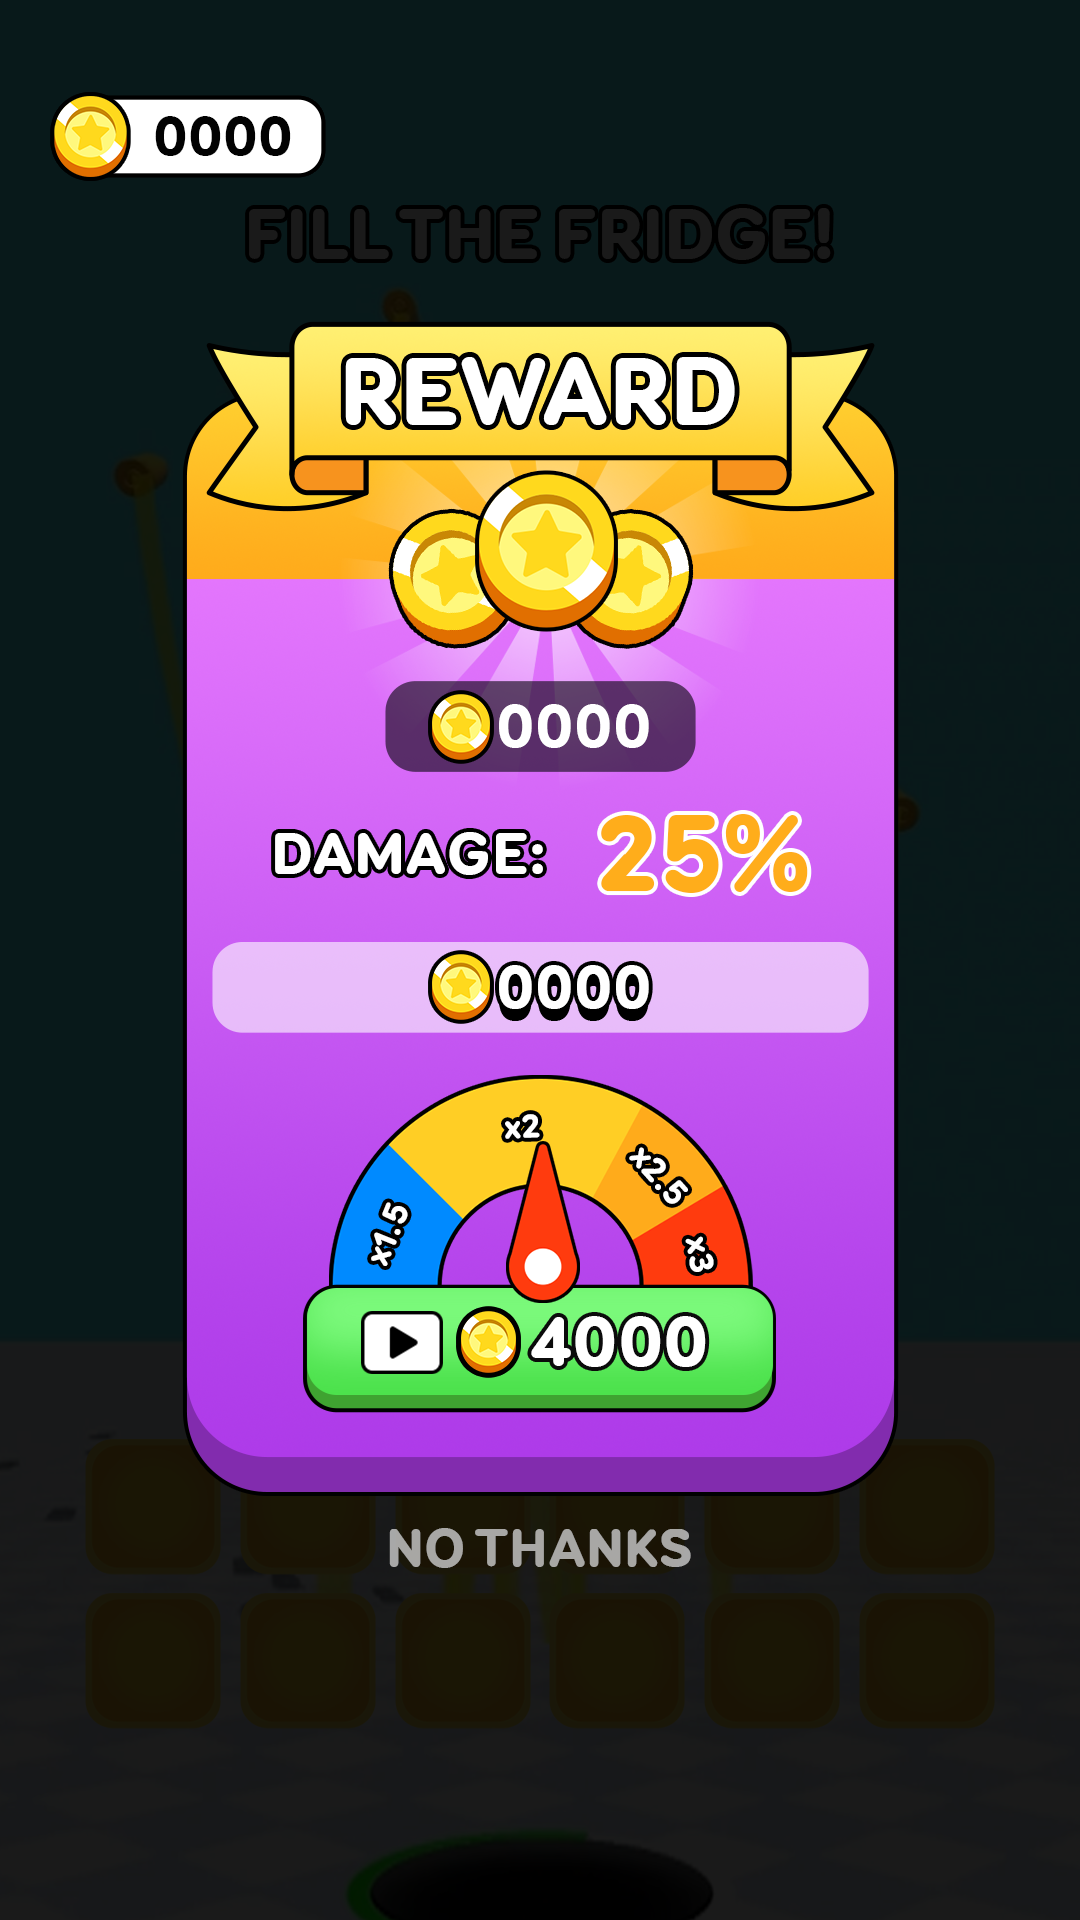 0000
FILL THE FRIDGE!
REWARD
0000
DAMAGE: 25%
0000
x1.5
x2
x2.5
x3
4000
NO THANKS